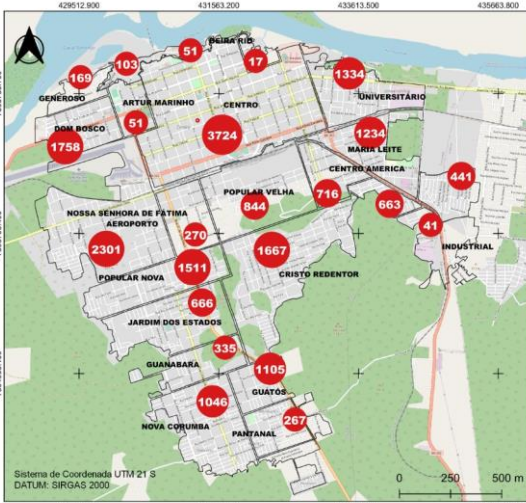 429512.900 431563.200 433613.500 435663.800
BEIRA RIO
51
103
17
169
1334
GENEROSO
ARTUR MARINHO
CENTRO
UNIVERSITÁRIO
DOM BOSCO
51
3724
1234
1758
MARIA LEITE
CENTRO AMERICA
441
POPULAR VELHA
716
844
663
NOSSA SENHORA DE FÁTIMA
AEROPORTO
41
270
2301
1667
INDUSTRIAL
1511
POPULAR NOVA
CRISTO REDENTOR
666
JARDIM DOS ESTADOS
335
GUANABARA
1105
GUATÓS
1046
267
NOVA CORUMBA
PANTANAL
Sistema de Coordenada UTM 21 S
DATUM: SIRGAS 2000
0 250 500 m